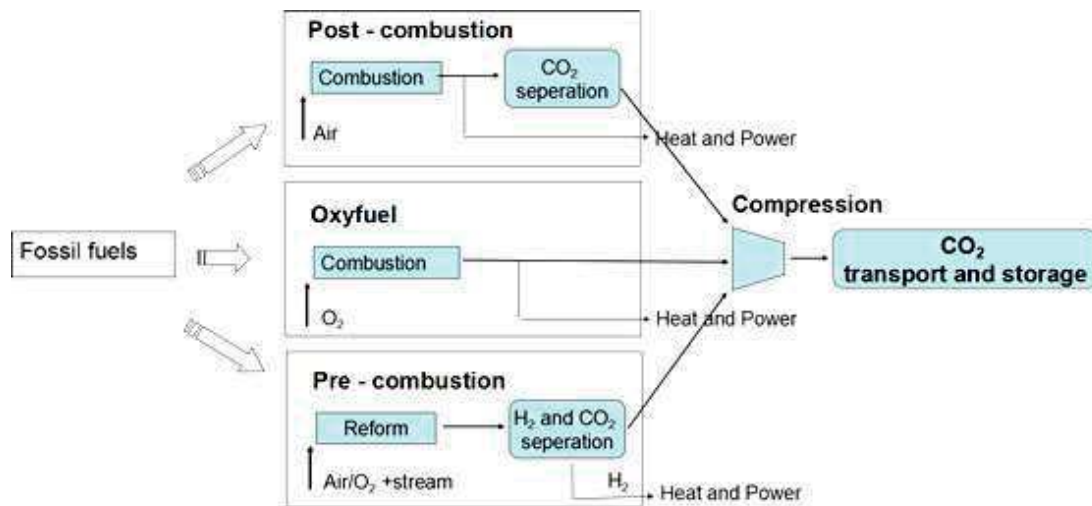 Post - combustion
Combustion
CO₂
seperation
Air
Heat and Power
Fossil fuels
Oxyfuel
Combustion
O₂
Heat and Power
Compression
CO₂
transport and storage
Pre - combustion
Reform
H₂ and CO₂
seperation
Air/O₂ +stream
H₂
Heat and Power